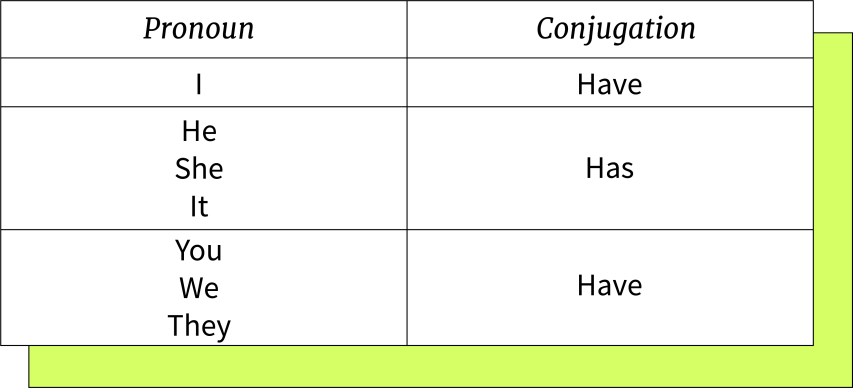 Pronoun Conjugation
I Have
He
She Has
It
You
We Have
They